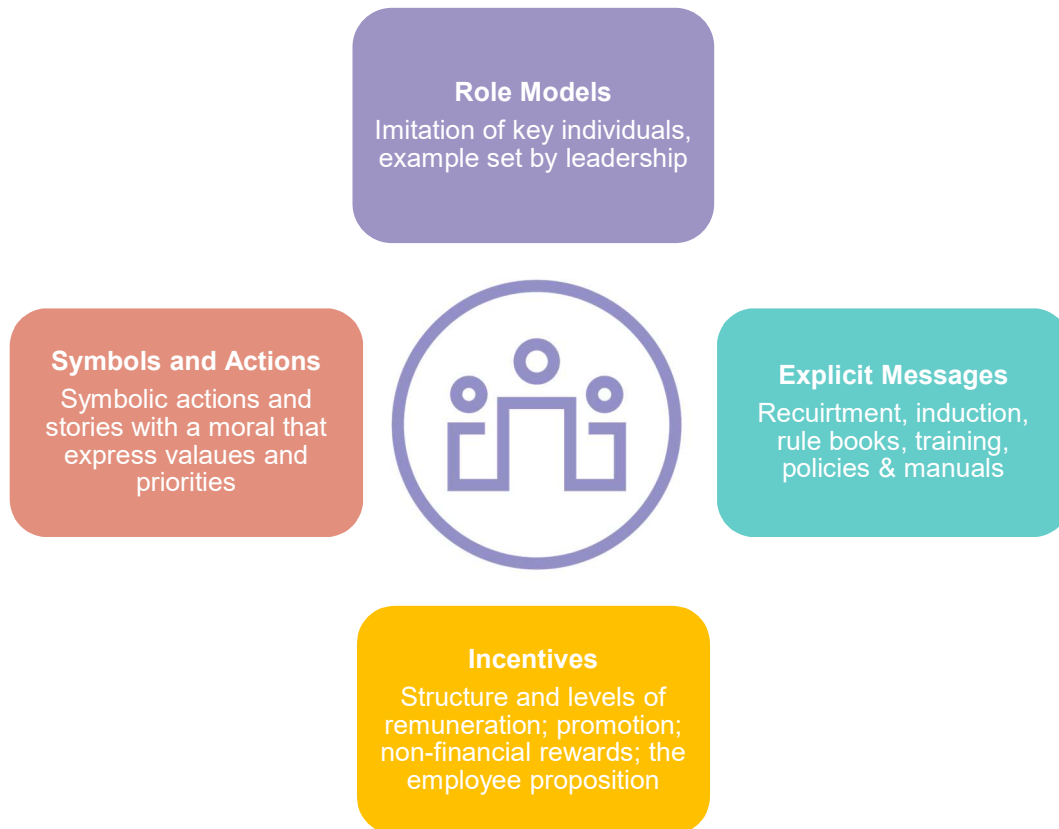 Role Models
Imitation of key individuals,
example set by leadership
Symbols and Actions
Symbolic actions and
stories with a moral that
express valaues and
priorities
Explicit Messages
Recuirtment, induction,
rule books, training,
policies & manuals
Incentives
Structure and levels of
remuneration; promotion;
non-financial rewards; the
employee proposition